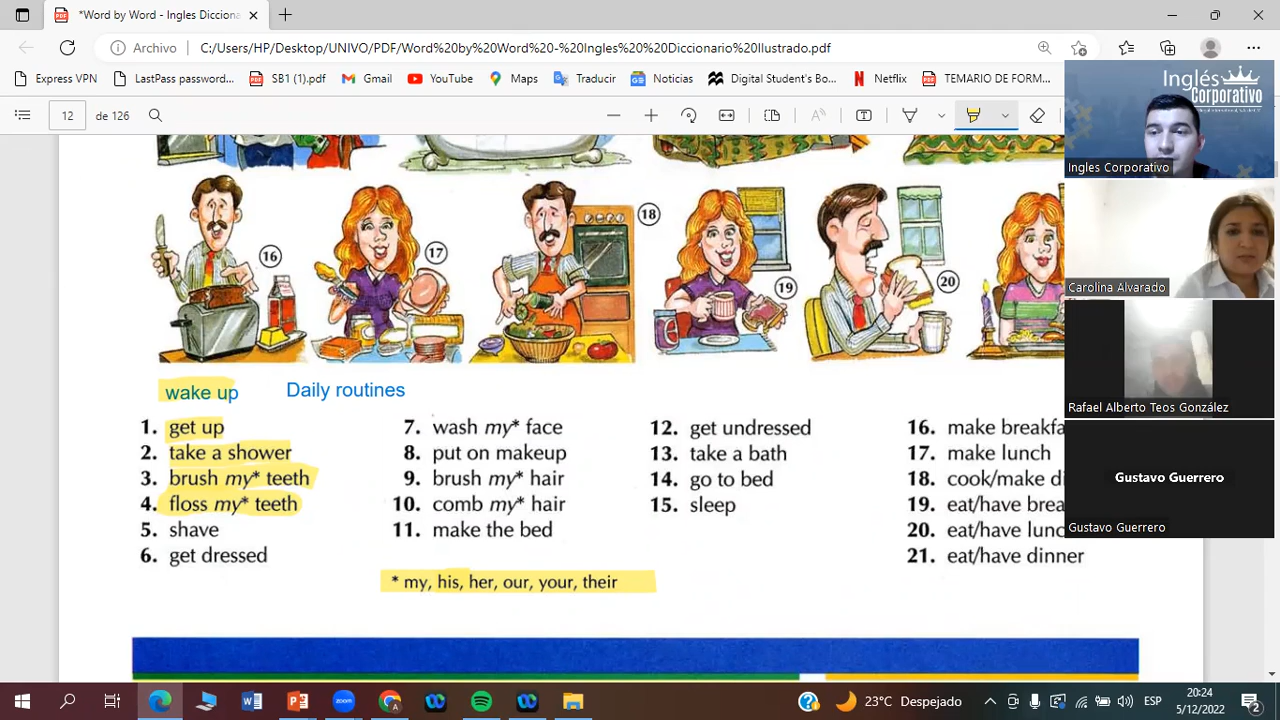 *Word by Word - Ingles Dicciona
Archivo C:/Users/HP/Desktop/UNIVO/PDF/Word%20by%20Word%20-%20Ingles%20%20Diccionario%20Ilustrado.pdf
Express VPN LastPass password... SB1 (1).pdf Gmail YouTube Maps Traducir Noticias Digital Student's Bo... Netflix TEMARIO DE FORM...
12 de 126
Inglés
Corporativo
Ingles Corporativo
Carolina Alvarado
Rafael Alberto Teos González
Gustavo Guerrero
Gustavo Guerrero
16
17
18
19
20
wake up Daily routines
1. get up
2. take a shower
3. brush my* teeth
4. floss my* teeth
5. shave
6. get dressed
7. wash my* face
8. put on makeup
9. brush my* hair
10. comb my* hair
11. make the bed
12. get undressed
13. take a bath
14. go to bed
15. sleep
16. make breakfa
17. make lunch
18. cook/make di
19. eat/have brea
20. eat/have lunc
21. eat/have dinner
* my, his, her, our, your, their
23°C Despejado ESP 20:24
5/12/2022
2